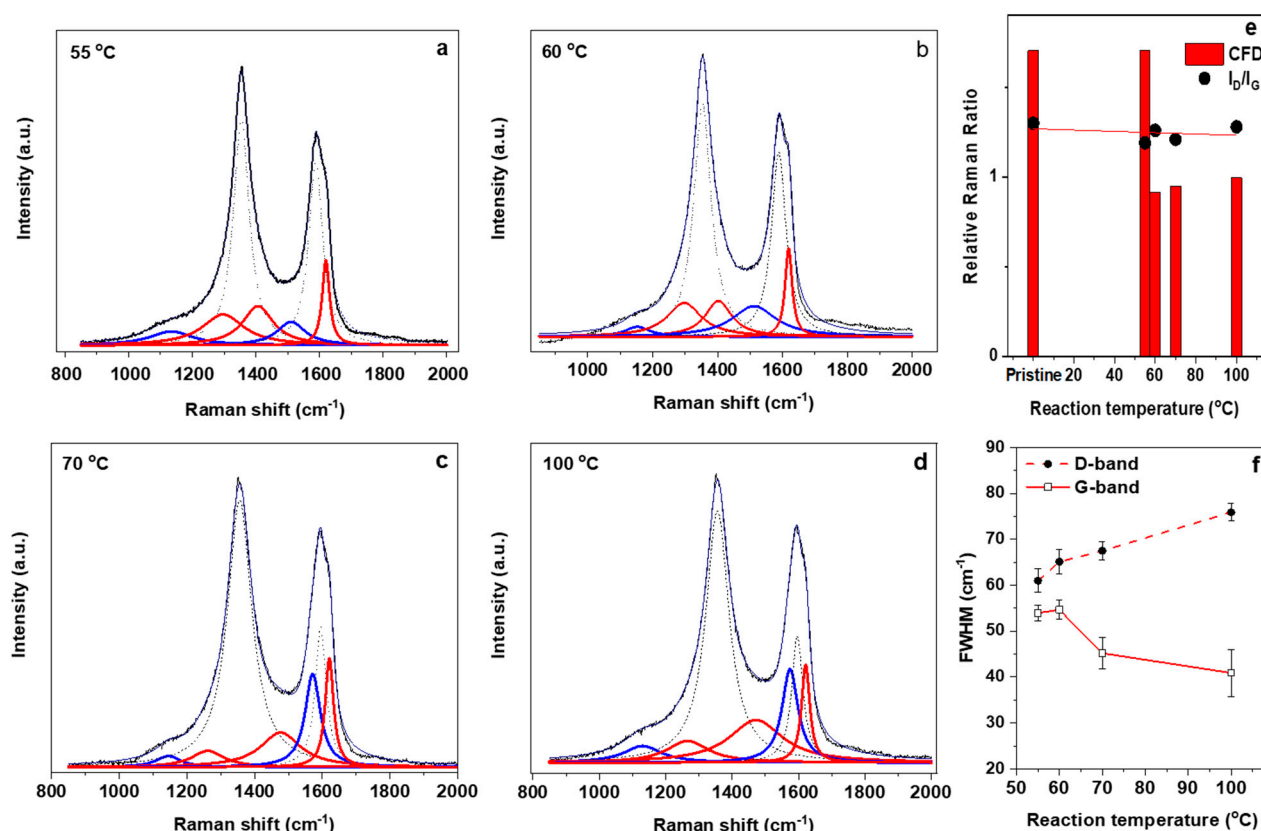 55 °C
a
Intensity (a.u.)
800 1000 1200 1400 1600 1800 2000
Raman shift (cm⁻¹)
60 °C
b
Intensity (a.u.)
1000 1200 1400 1600 1800 2000
Raman shift (cm⁻¹)
e
CFD
I_D/I_G
Relative Raman Ratio
1
0
Pristine 20 40 60 80 100
Reaction temperature (°C)
70 °C
c
Intensity (a.u.)
1000 1200 1400 1600 1800 2000
Raman shift (cm⁻¹)
100 °C
d
Intensity (a.u.)
1000 1200 1400 1600 1800 2000
Raman shift (cm⁻¹)
f
D-band
G-band
FWHM (cm⁻¹)
90
80
70
60
50
40
30
20
50 60 70 80 90 100
Reaction temperature (°C)